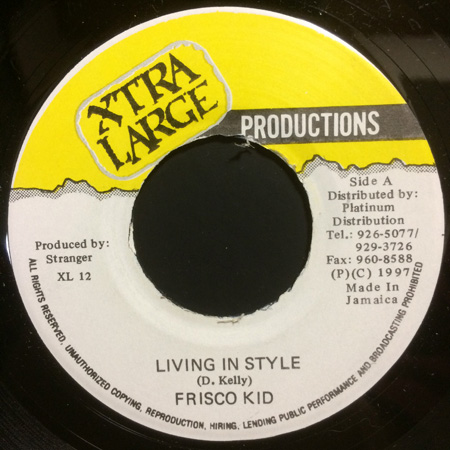 XTRA
LARGE
PRODUCTIONS
Side A
Distributed by:
Platinum
Distribution
Tel.: 926-5077/
929-3726
Fax: 960-8588
(P)(C) 1997
Made In
Jamaica
Produced by:
Stranger
XL 12
LIVING IN STYLE
(D. Kelly)
FRISCO KID
ALL RIGHTS RESERVED, UNAUTHORIZED COPYING, REPRODUCTION, HIRING, LENDING PUBLIC PERFORMANCE AND BROADCASTING PROHIBITED